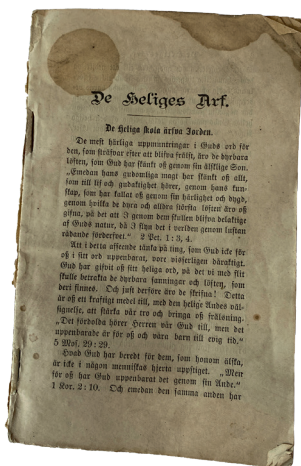 De Heliges Arf.
De Heliga skola ärfva Jorden.
De mest härliga uppmuntringar i Guds ord för
den, som sträfvar efter att blifva frälst, äro de dyrbara
löften, som Gud har skänkt oss genom sin älsklige Son.
„Emedan hans gudomliga magt har skänkt oss allt,
som till lif och gudaktighet hörer, genom hans kun-
skap, som har kallat oss genom sin härlighet och dygd,
genom hvilka de dyra och alldra största löften äro oss
gifna, på det att I genom dem skullen blifva delaktige
af Guds natur, då I flyn det i verlden genom lustan
rådande förderfvet." 2 Pet. 1: 3, 4.
Att i detta afseende tänka på ting, som Gud icke för
oss i sitt ord uppenbarat, vore visserligen däraktigt.
Gud har gifvit oss sitt heliga ord, på det vi med flit
skulle betrakta de dyrbara sanningar och löften, som
deri finnes. Och just derföre äro de skrifna! Detta
är oss ett kraftigt medel till, med den helige Andes väl-
signelse, att stärka vår tro och bringa oss frälsning.
„Det fördolda hörer Herren vår Gud till, men det
uppenbarade är för oss och våra barn till evig tid."
5 Mos. 29: 29.
Hvad Gud har beredt för dem, som honom älska,
är icke i någon menniskas hjerta uppstiget. „Men
för oss har Gud uppenbarat det genom sin Ande."
1 Kor. 2: 10. Och emedan den samma anden har